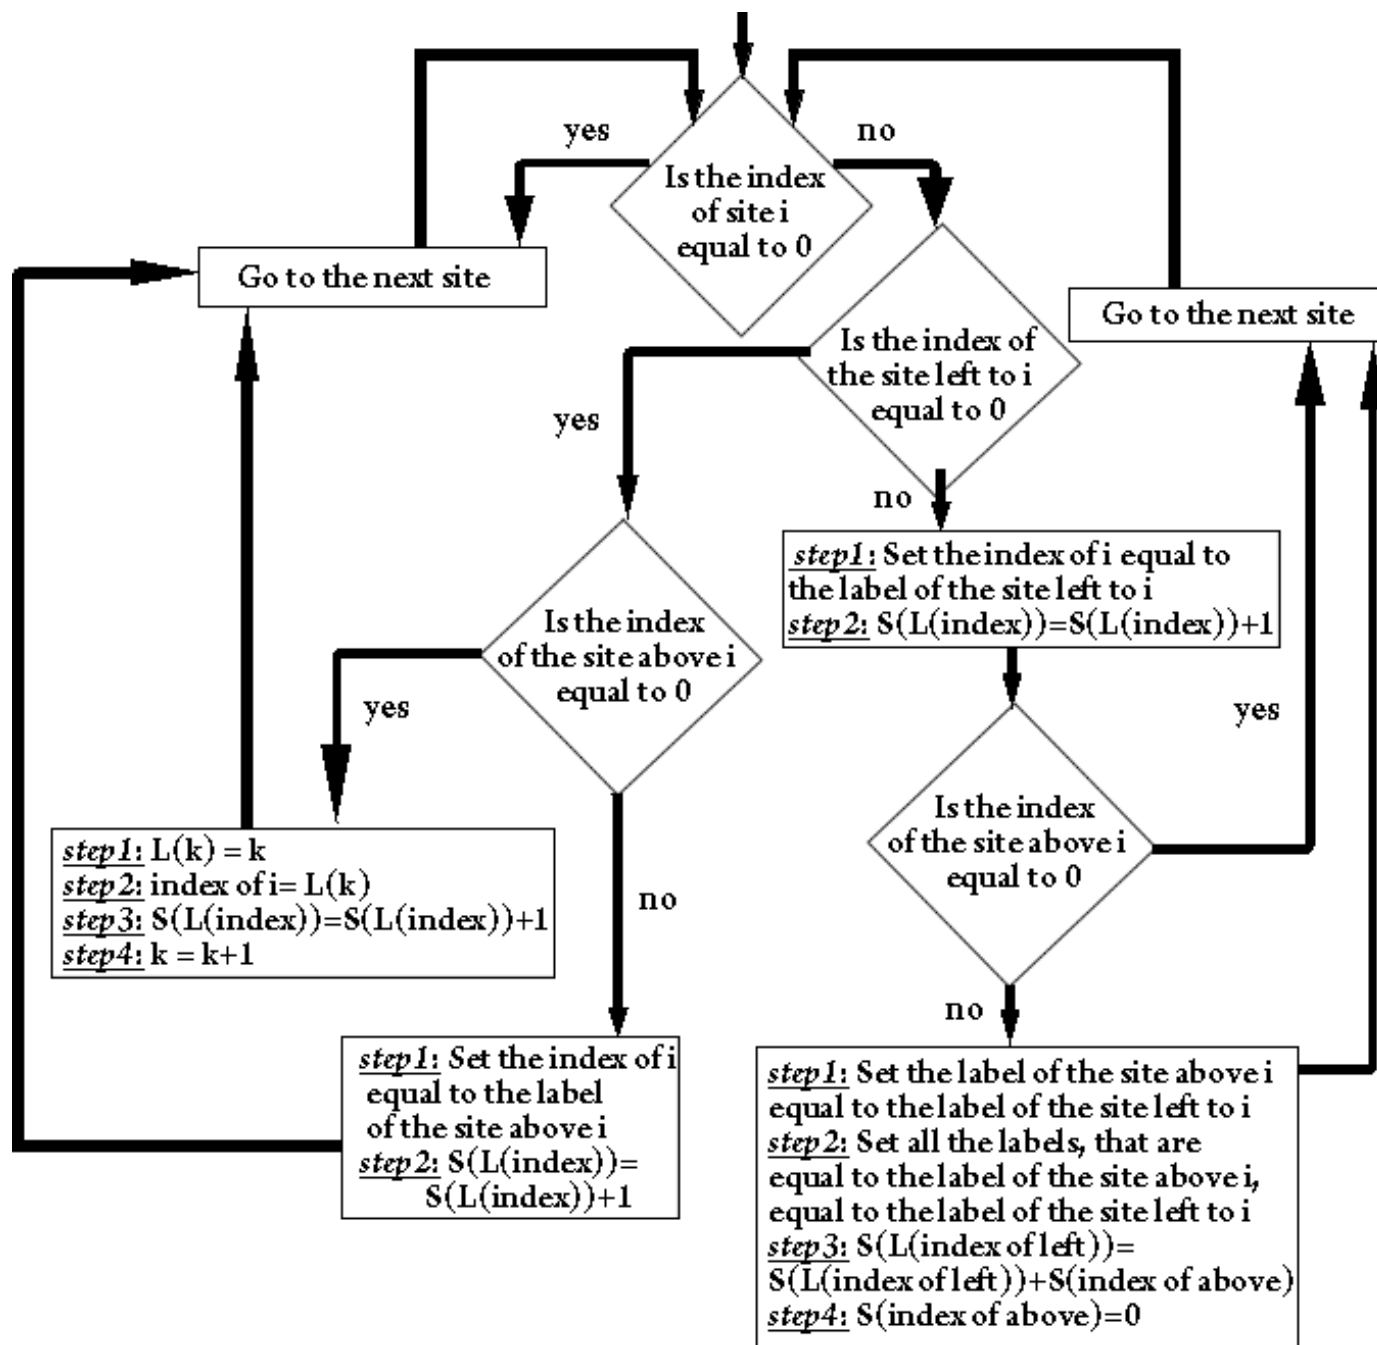 yes
no
Is the index
of site i
equal to 0
Go to the next site
Go to the next site
Is the index of
the site left to i
equal to 0
yes
no
step1: Set the index of i equal to
the label of the site left to i
step2: S(L(index))=S(L(index))+1
Is the index
of the site above i
equal to 0
yes
yes
Is the index
of the site above i
equal to 0
step1: L(k) = k
step2: index of i= L(k)
step3: S(L(index))=S(L(index))+1
step4: k = k+1
no
no
step1: Set the index of i
equal to the label
of the site above i
step2: S(L(index))=
S(L(index))+1
step1: Set the label of the site above i
equal to the label of the site left to i
step2: Set all the labels, that are
equal to the label of the site above i,
equal to the label of the site left to i
step3: S(L(index of left))=
S(L(index of left))+S(index of above)
step4: S(index of above)=0